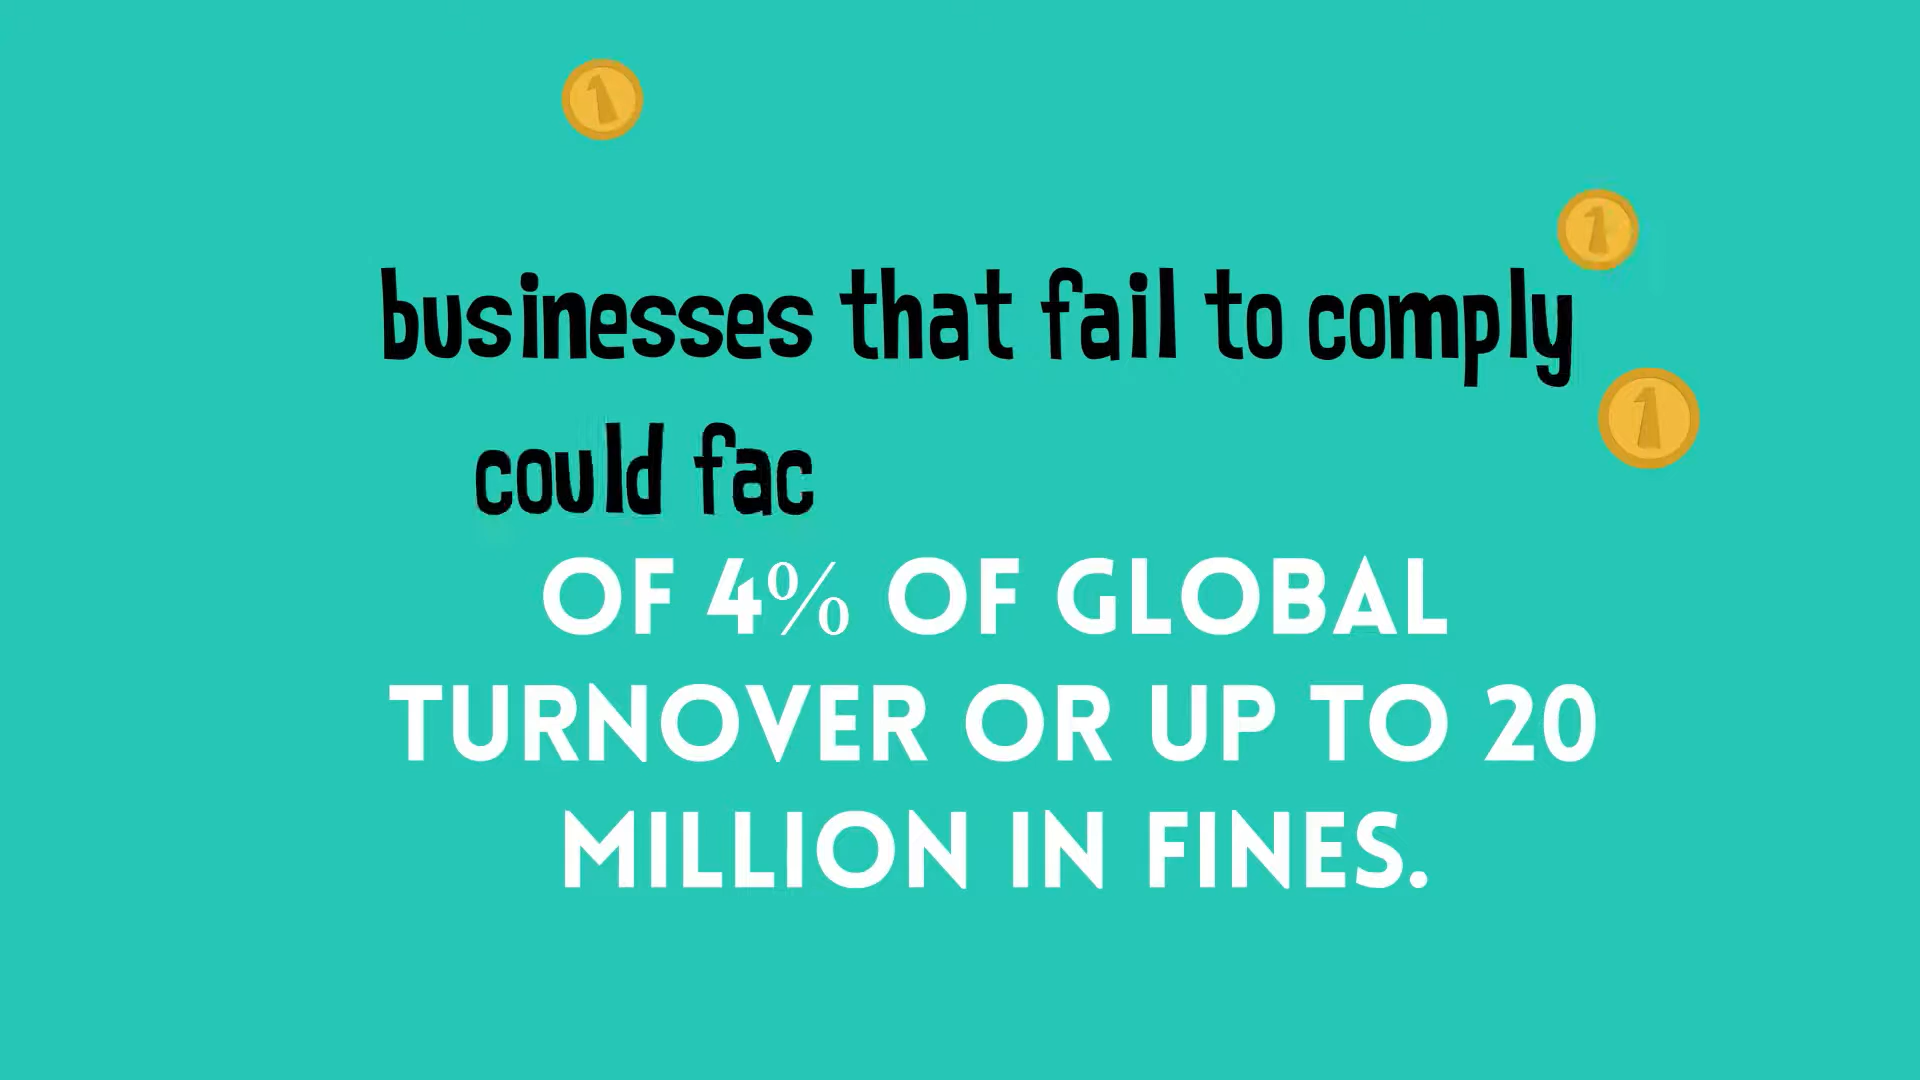 businesses that fail to comply
could fac
OF 4% OF GLOBAL
TURNOVER OR UP TO 20
MILLION IN FINES.